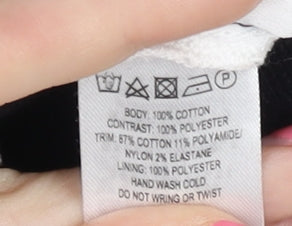 P
BODY: 100% COTTON
CONTRAST: 100% POLYESTER
TRIM: 87% COTTON 11% POLYAMIDE/
NYLON 2% ELASTANE
LINING: 100% POLYESTER
HAND WASH COLD
DO NOT WRING OR TWIST